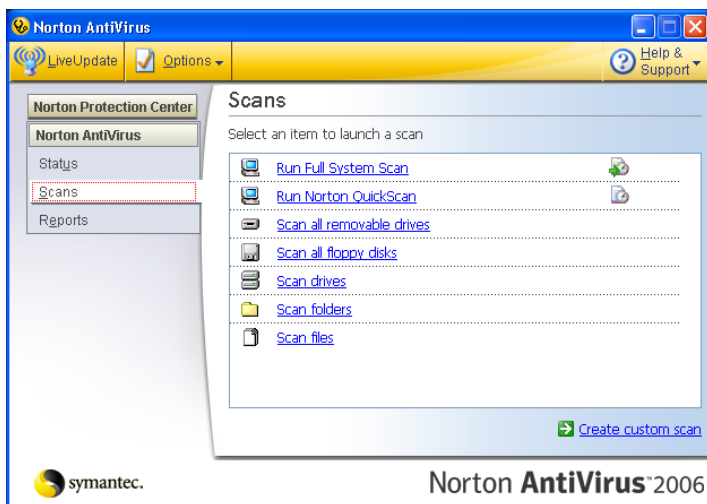 Norton AntiVirus
LiveUpdate
Options
Help &
Support
Norton Protection Center
Norton AntiVirus
Status
Scans
Reports
Scans
Select an item to launch a scan
Run Full System Scan
Run Norton QuickScan
Scan all removable drives
Scan all floppy disks
Scan drives
Scan folders
Scan files
Create custom scan
symantec.
Norton AntiVirus™2006